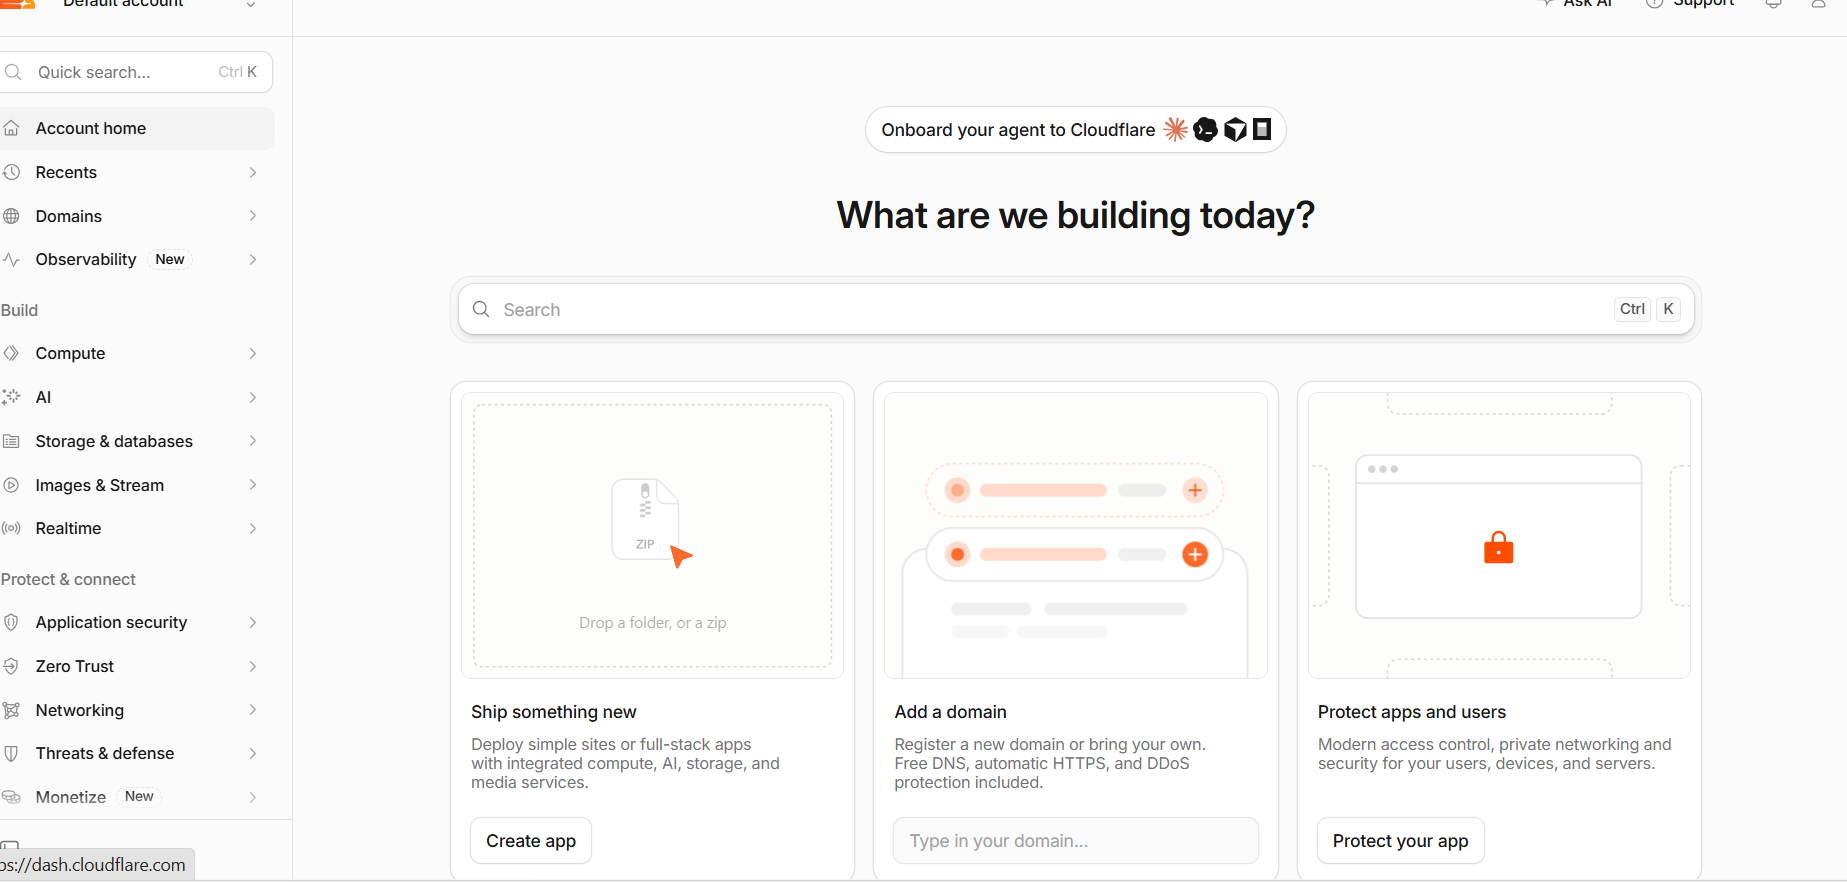 Default account
Ask AI
Support
Quick search...
Ctrl K
Account home
Recents
Domains
Observability New
Build
Compute
AI
Storage & databases
Images & Stream
Realtime
Protect & connect
Application security
Zero Trust
Networking
Threats & defense
Monetize New
ps://dash.cloudflare.com
Onboard your agent to Cloudflare
What are we building today?
Search
Ctrl K
ZIP
Drop a folder, or a zip
Ship something new
Deploy simple sites or full-stack apps
with integrated compute, AI, storage, and
media services.
Create app
Add a domain
Register a new domain or bring your own.
Free DNS, automatic HTTPS, and DDoS
protection included.
Type in your domain...
Protect apps and users
Modern access control, private networking and
security for your users, devices, and servers.
Protect your app